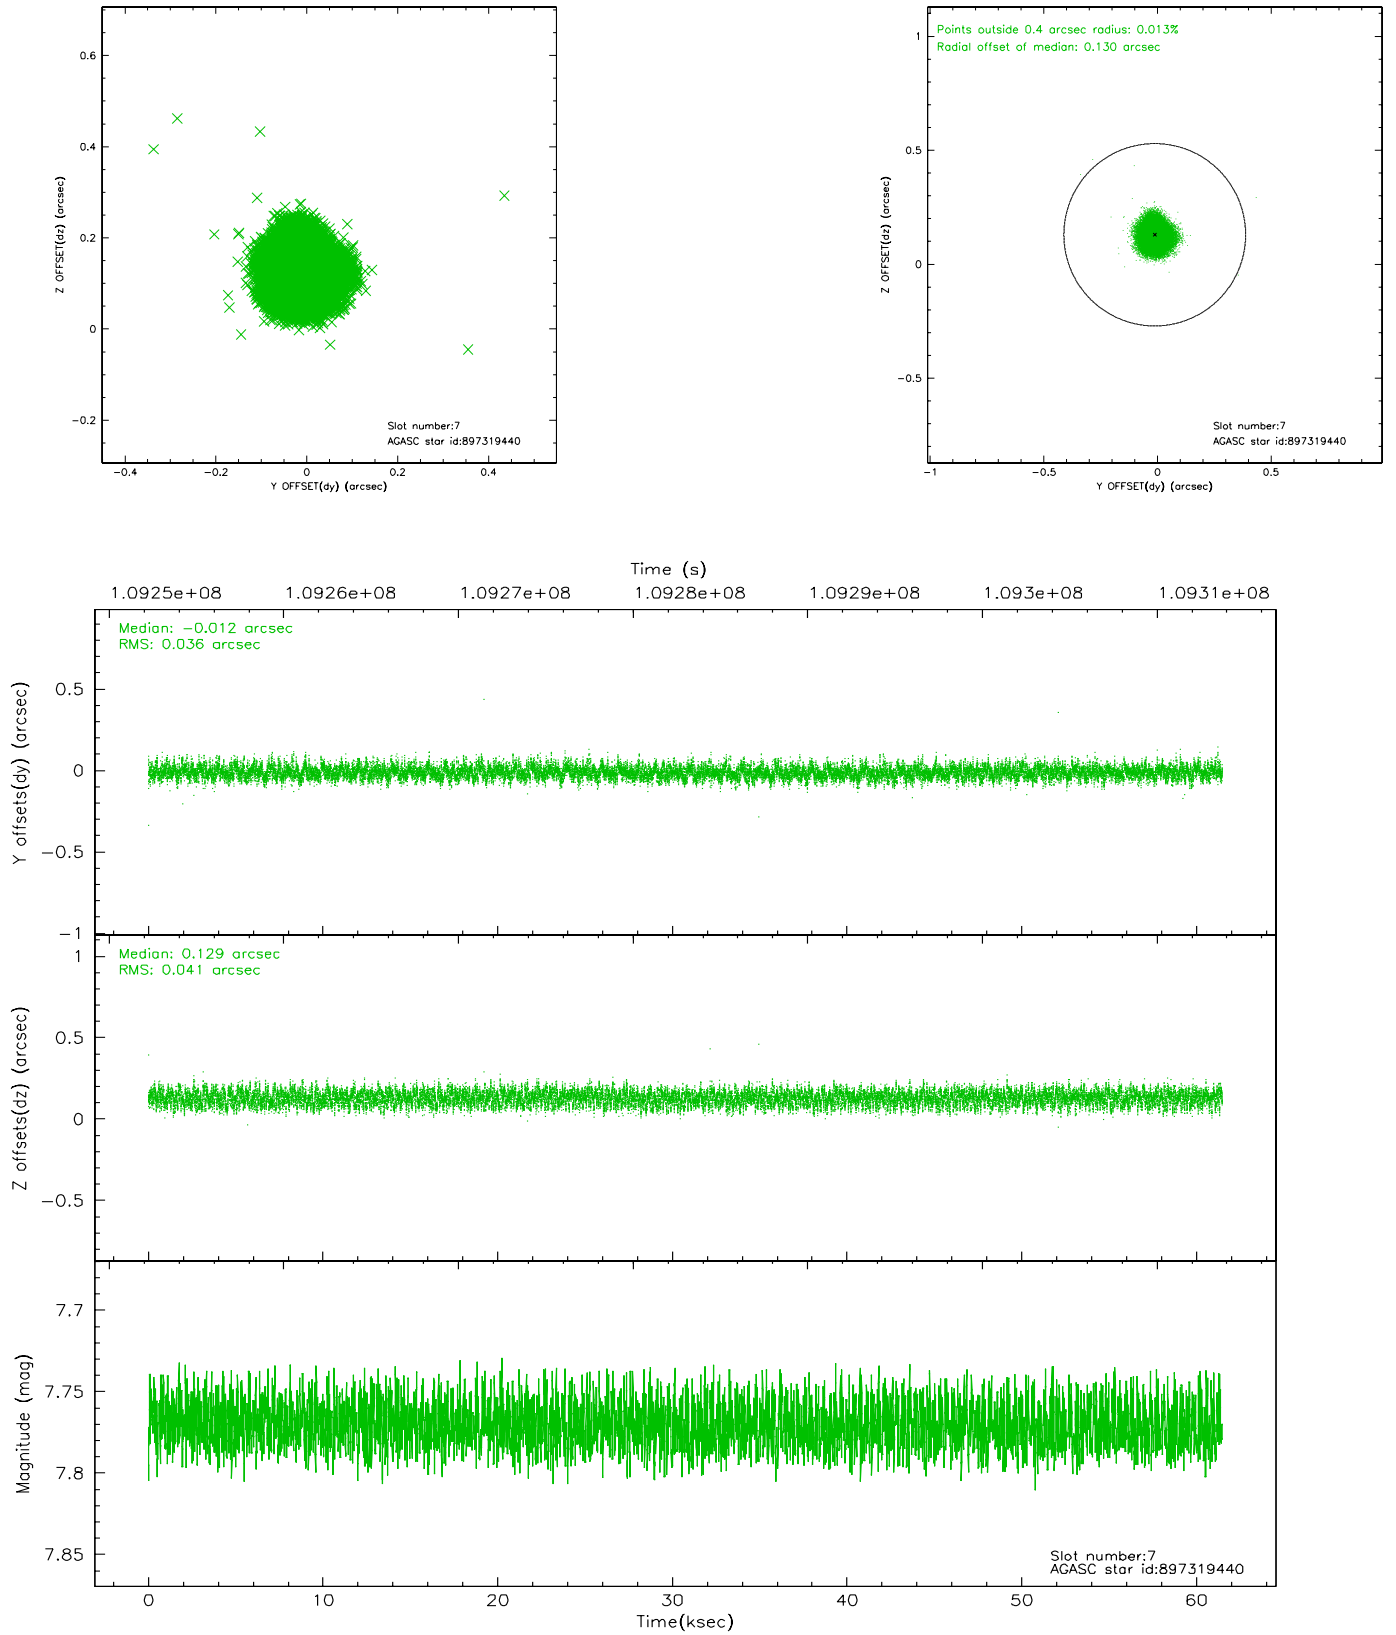 0.6
0.4
0.2
0
−0.2
Z OFFSET(dz) (arcsec)
Slot number:7
AGASC star id:897319440
−0.4 −0.2 0 0.2 0.4
Y OFFSET(dy) (arcsec)
Points outside 0.4 arcsec radius: 0.013%
Radial offset of median: 0.130 arcsec
1
0.5
0
−0.5
Z OFFSET(dz) (arcsec)
Slot number:7
AGASC star id:897319440
−1 −0.5 0 0.5
Y OFFSET(dy) (arcsec)
Time (s)
1.0925e+08 1.0926e+08 1.0927e+08 1.0928e+08 1.0929e+08 1.093e+08 1.0931e+08
Median: −0.012 arcsec
RMS: 0.036 arcsec
0.5
0
−0.5
−1
Y offsets(dy) (arcsec)
Median: 0.129 arcsec
RMS: 0.041 arcsec
1
0.5
0
−0.5
Z offsets(dz) (arcsec)
7.7
7.75
7.8
7.85
Magnitude (mag)
Slot number:7
AGASC star id:897319440
0 10 20 30 40 50 60
Time(ksec)